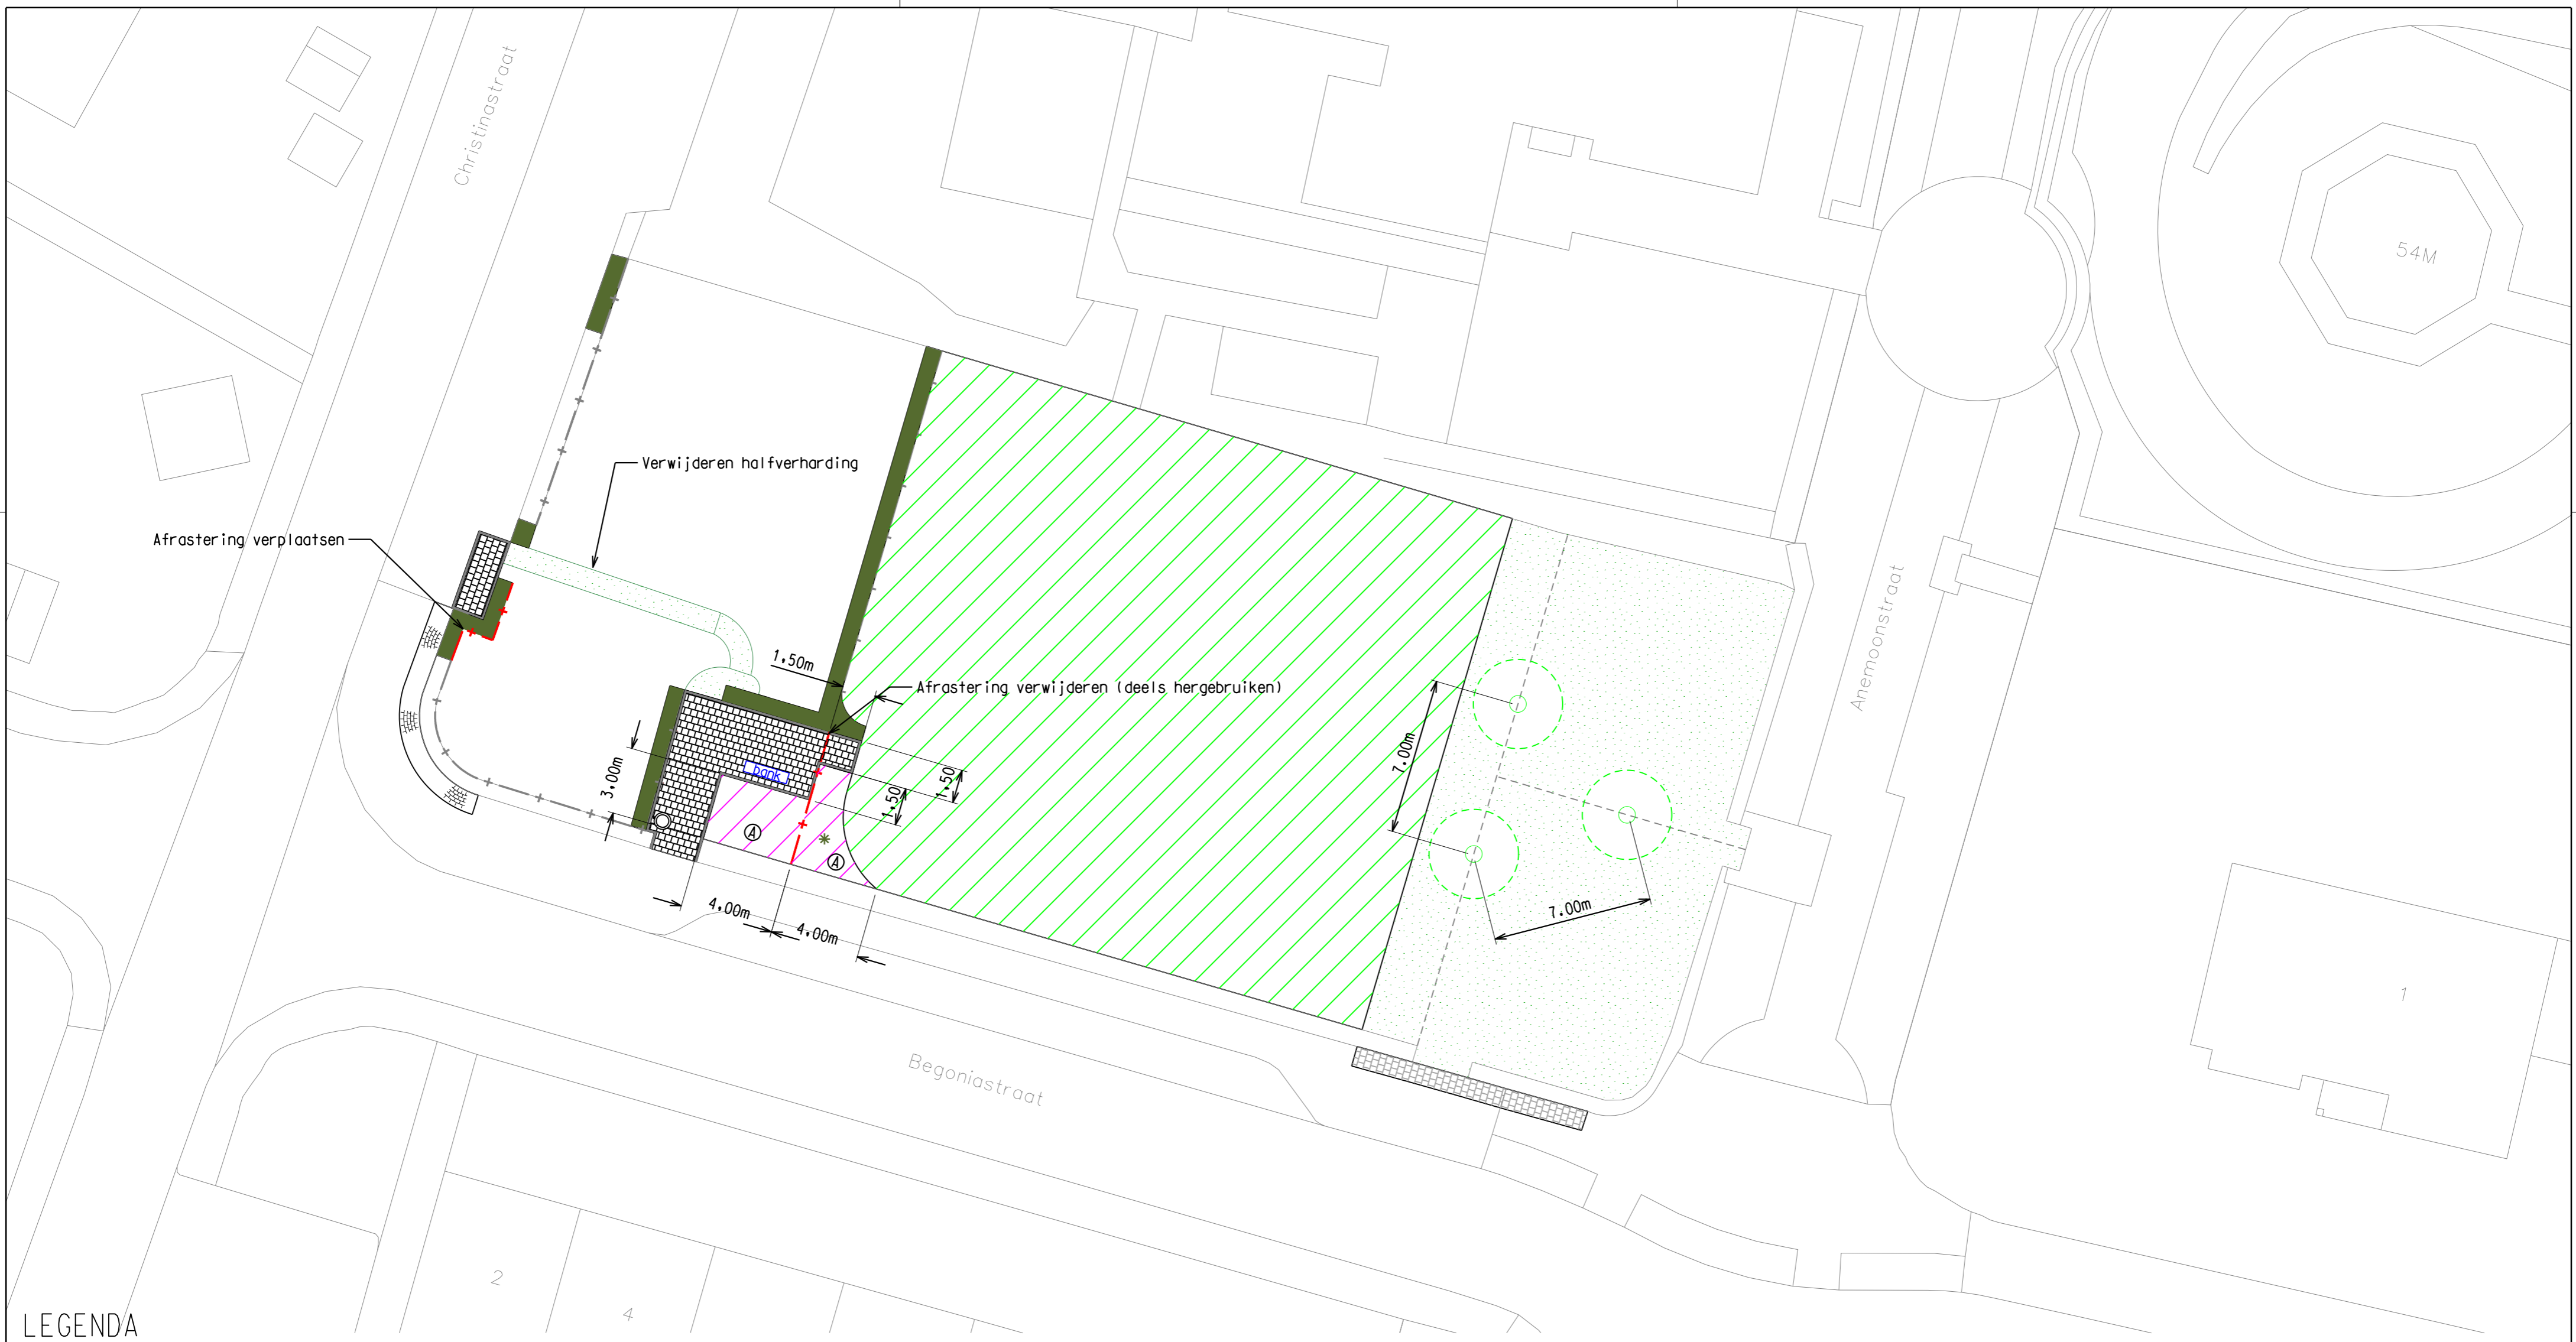 Christinastraat
54M
Verwijderen halfverharding
Afrastering verplaatsen
Anemoonstraat
1.50m
Afrastering verwijderen (deels hergebruiken)
7.00m
3.00m
bank
1.50
1.50
A
A
4.00m
4.00m
7.00m
1
Begoniastraat
2
4
LEGENDA